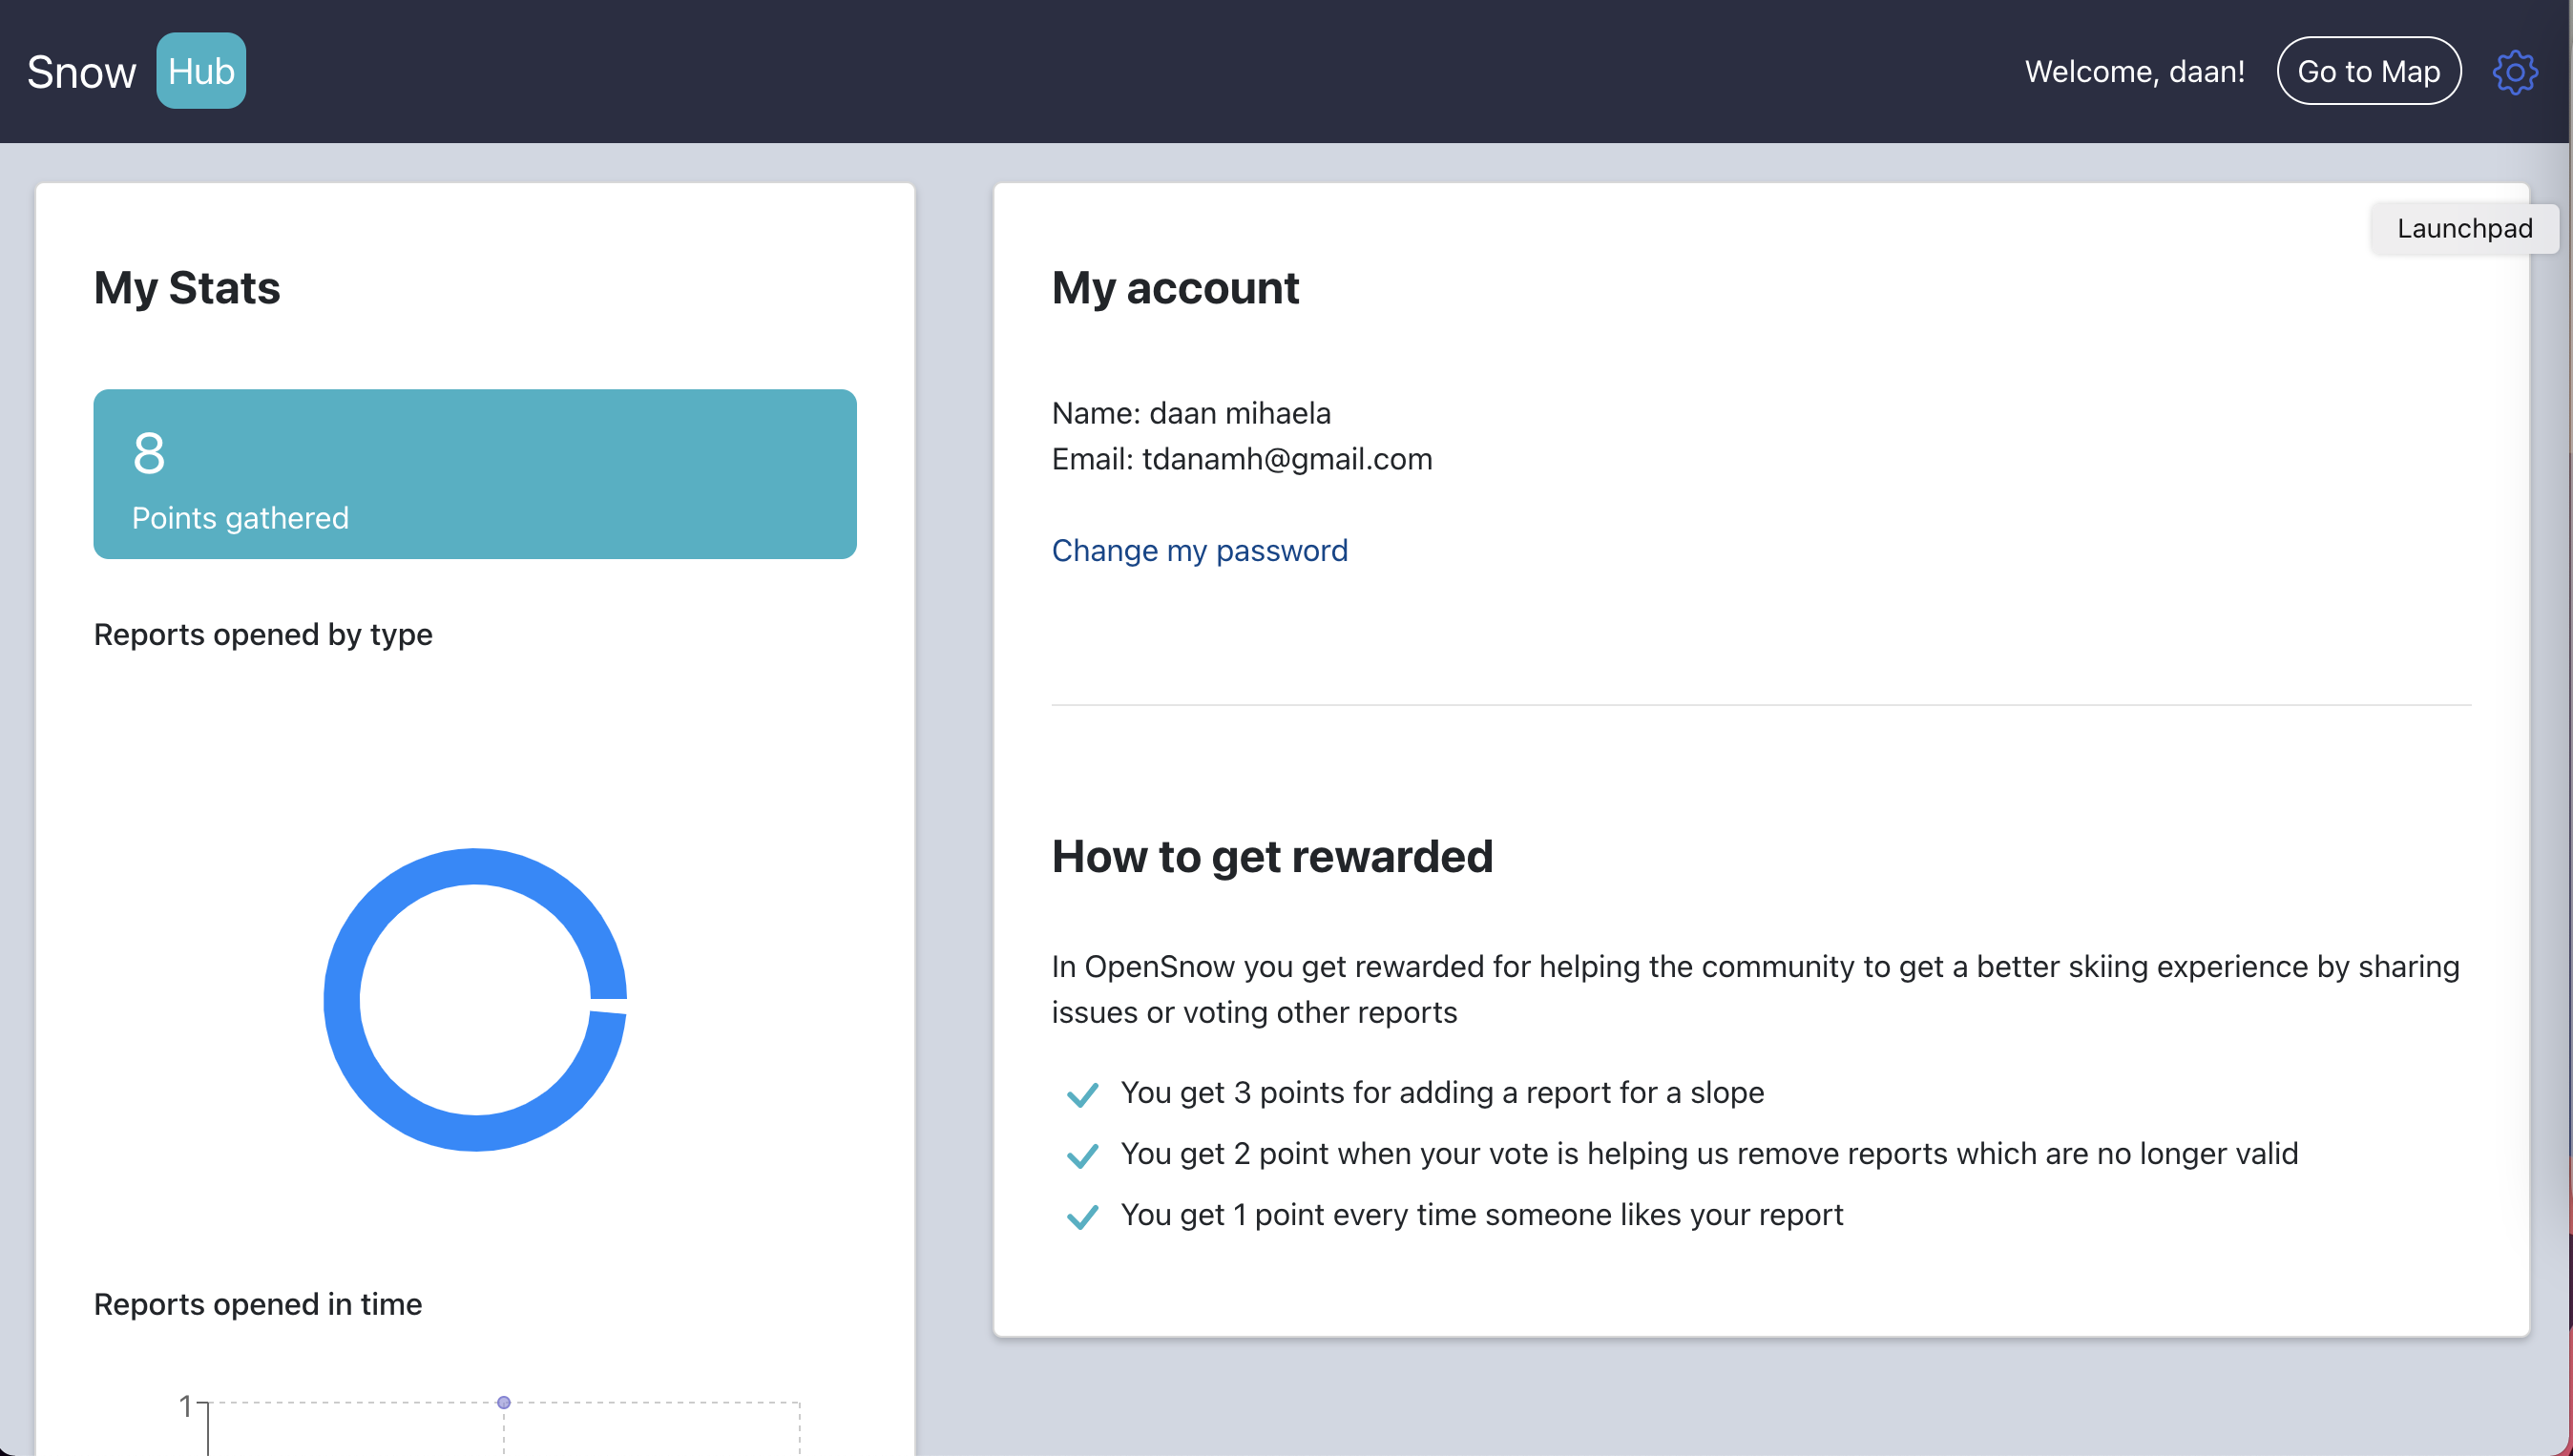 Snow Hub
Welcome, daan!
Go to Map
Launchpad
My Stats
8
Points gathered
Reports opened by type
Reports opened in time
1
My account
Name: daan mihaela
Email: tdanamh@gmail.com
Change my password
How to get rewarded
In OpenSnow you get rewarded for helping the community to get a better skiing experience by sharing
issues or voting other reports
You get 3 points for adding a report for a slope
You get 2 point when your vote is helping us remove reports which are no longer valid
You get 1 point every time someone likes your report